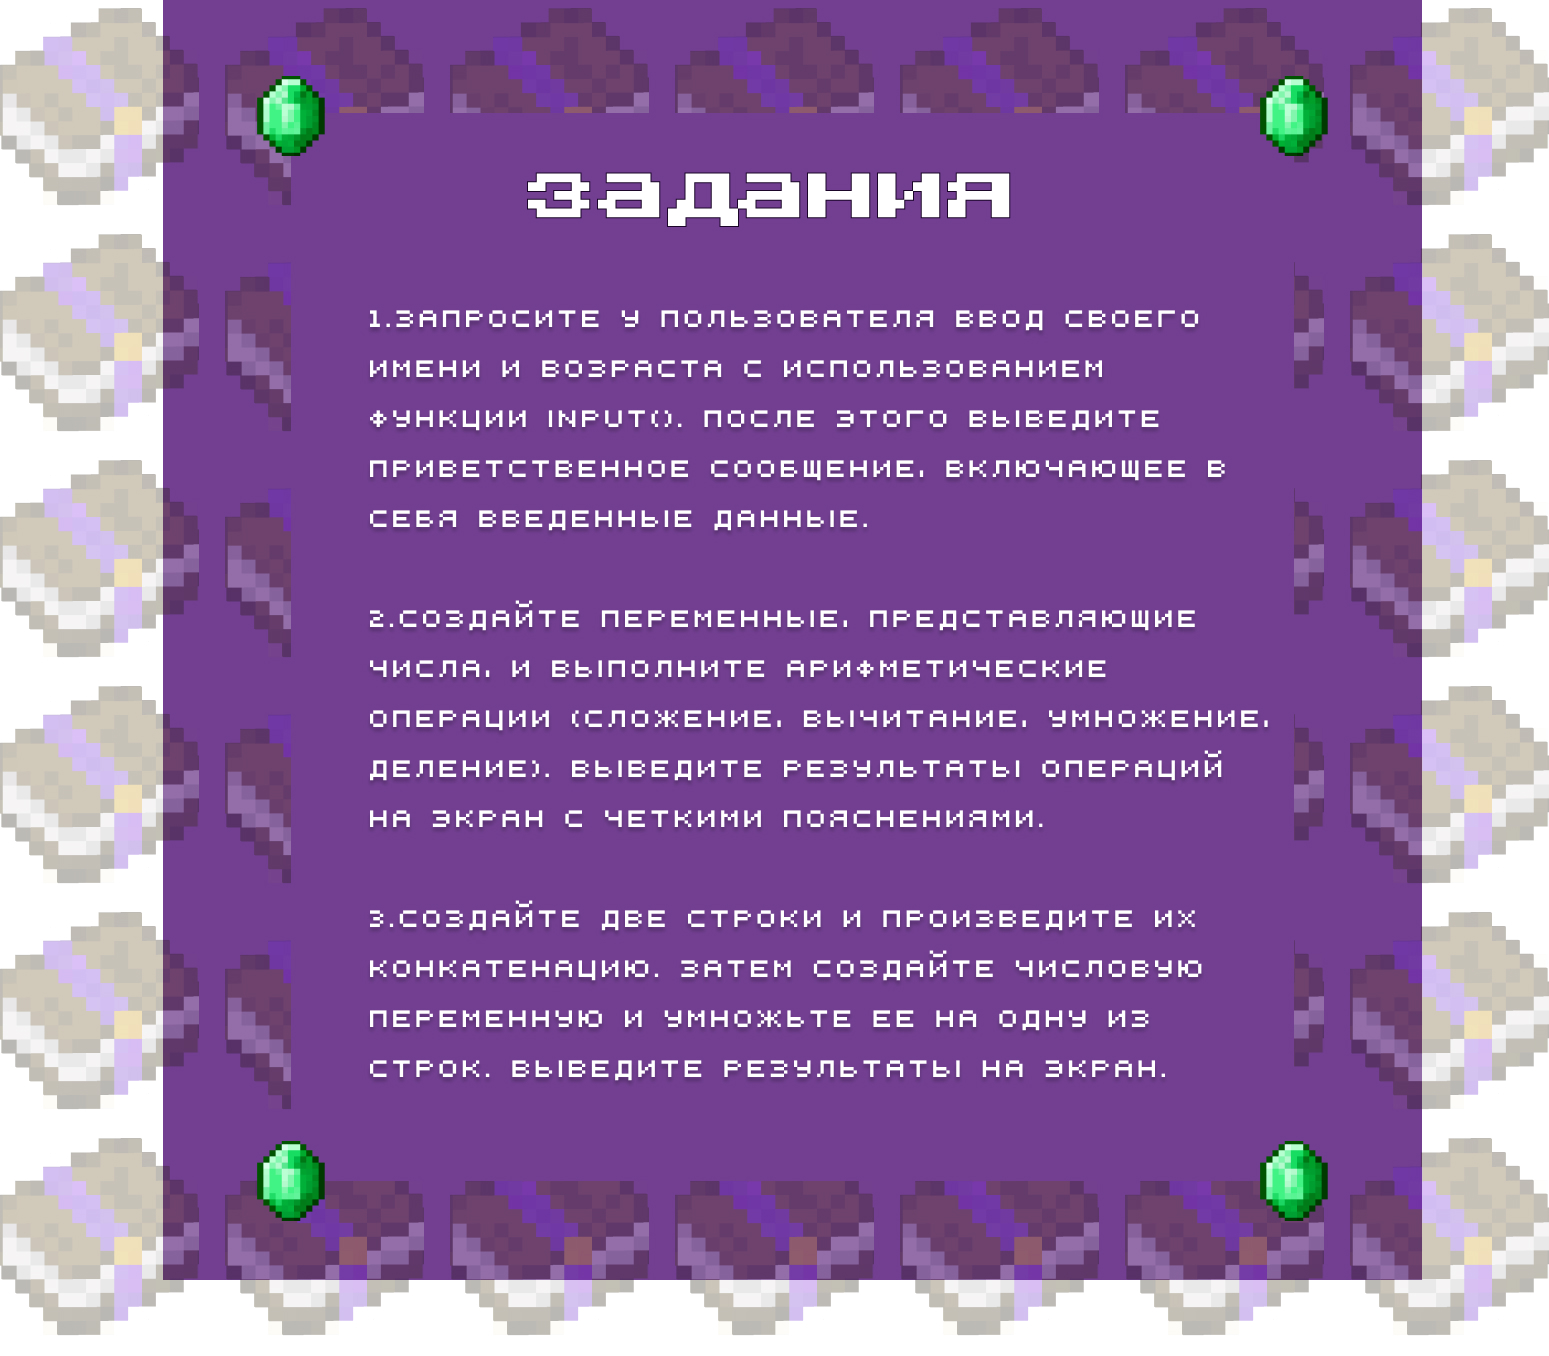 задания
1.ЗАПРОСИТЕ У ПОЛЬЗОВАТЕЛЯ ВВОД СВОЕГО
ИМЕНИ И ВОЗРАСТА С ИСПОЛЬЗОВАНИЕМ
ФУНКЦИИ INPUT(). ПОСЛЕ ЭТОГО ВЫВЕДИТЕ
ПРИВЕТСТВЕННОЕ СООБЩЕНИЕ, ВКЛЮЧАЮЩЕЕ В
СЕБЯ ВВЕДЕННЫЕ ДАННЫЕ.
2.СОЗДАЙТЕ ПЕРЕМЕННЫЕ, ПРЕДСТАВЛЯЮЩИЕ
ЧИСЛА, И ВЫПОЛНИТЕ АРИФМЕТИЧЕСКИЕ
ОПЕРАЦИИ (СЛОЖЕНИЕ, ВЫЧИТАНИЕ, УМНОЖЕНИЕ,
ДЕЛЕНИЕ). ВЫВЕДИТЕ РЕЗУЛЬТАТЫ ОПЕРАЦИЙ
НА ЭКРАН С ЧЕТКИМИ ПОЯСНЕНИЯМИ.
3.СОЗДАЙТЕ ДВЕ СТРОКИ И ПРОИЗВЕДИТЕ ИХ
КОНКАТЕНАЦИЮ. ЗАТЕМ СОЗДАЙТЕ ЧИСЛОВУЮ
ПЕРЕМЕННУЮ И УМНОЖЬТЕ ЕЕ НА ОДНУ ИЗ
СТРОК. ВЫВЕДИТЕ РЕЗУЛЬТАТЫ НА ЭКРАН.